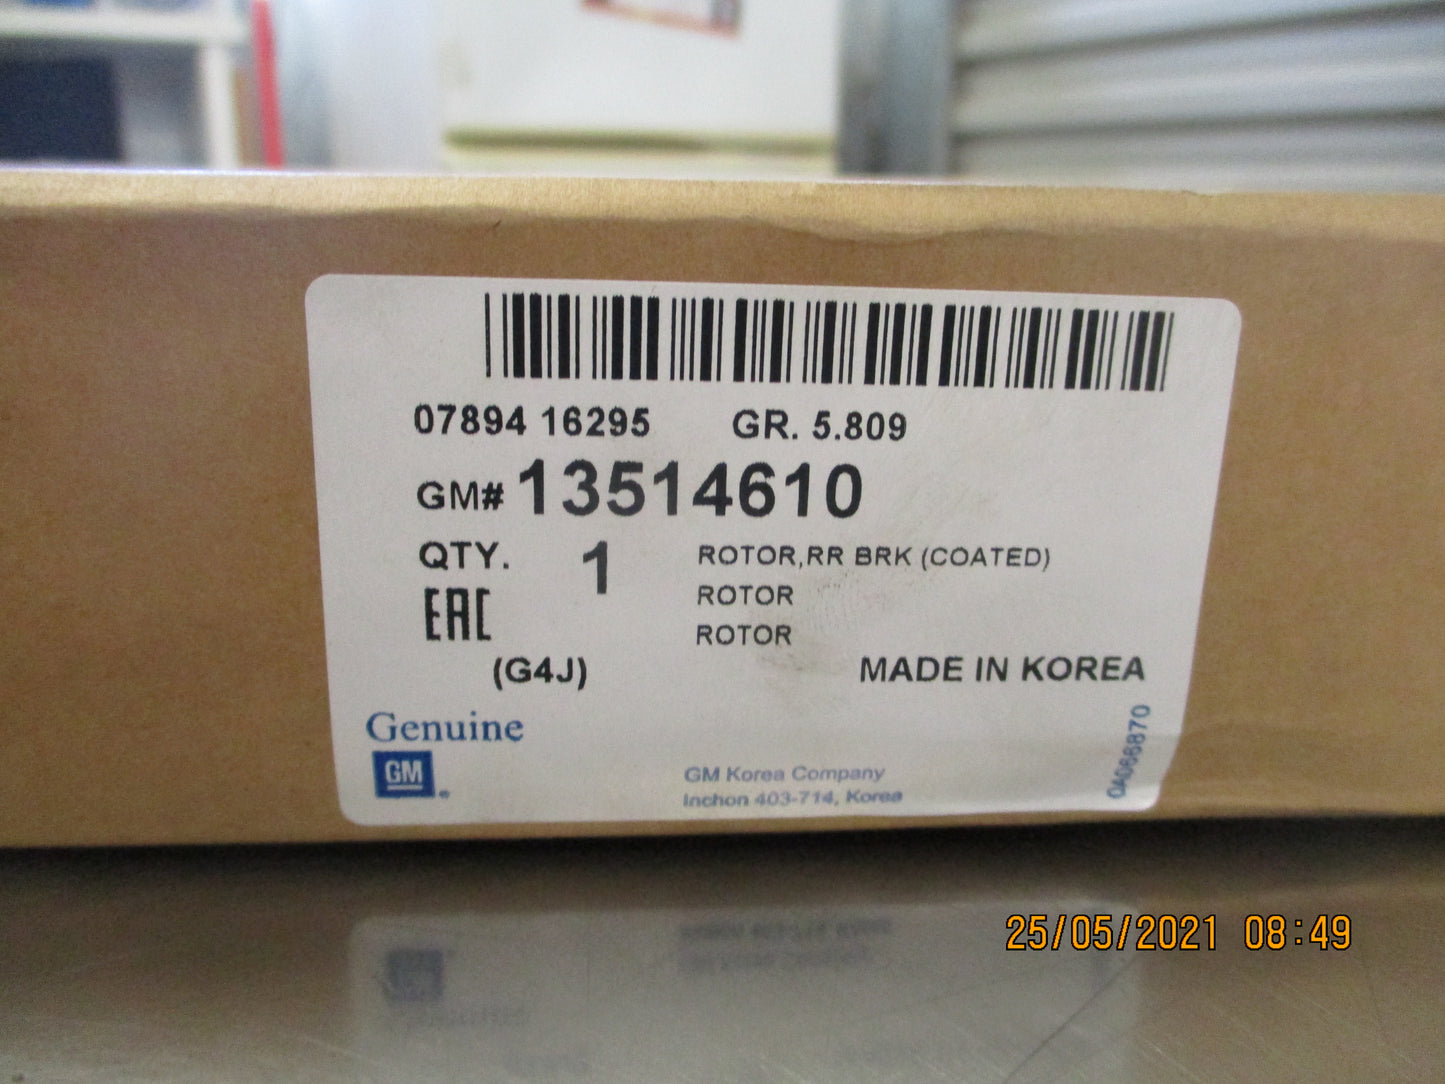 07894 16295 GR. 5.809
GM# 13514610
QTY. 1 ROTOR,RR BRK (COATED)
EAC ROTOR
ROTOR
(G4J) MADE IN KOREA
Genuine
GM
GM Korea Company
Inchon 403-714, Korea
0A066870
25/05/2021 08:49